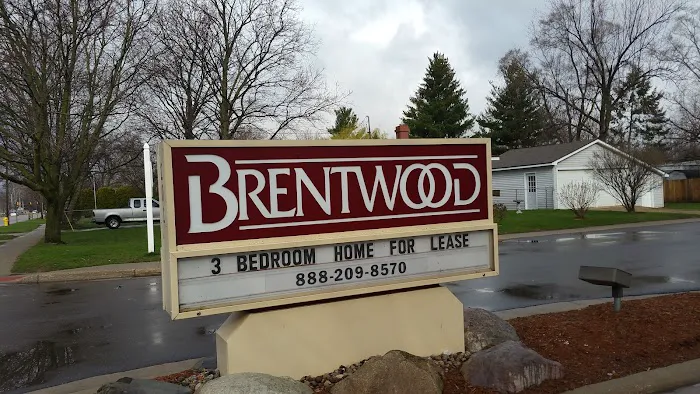 BRENTWOOD
3 BEDROOM HOME FOR LEASE
888-209-8570